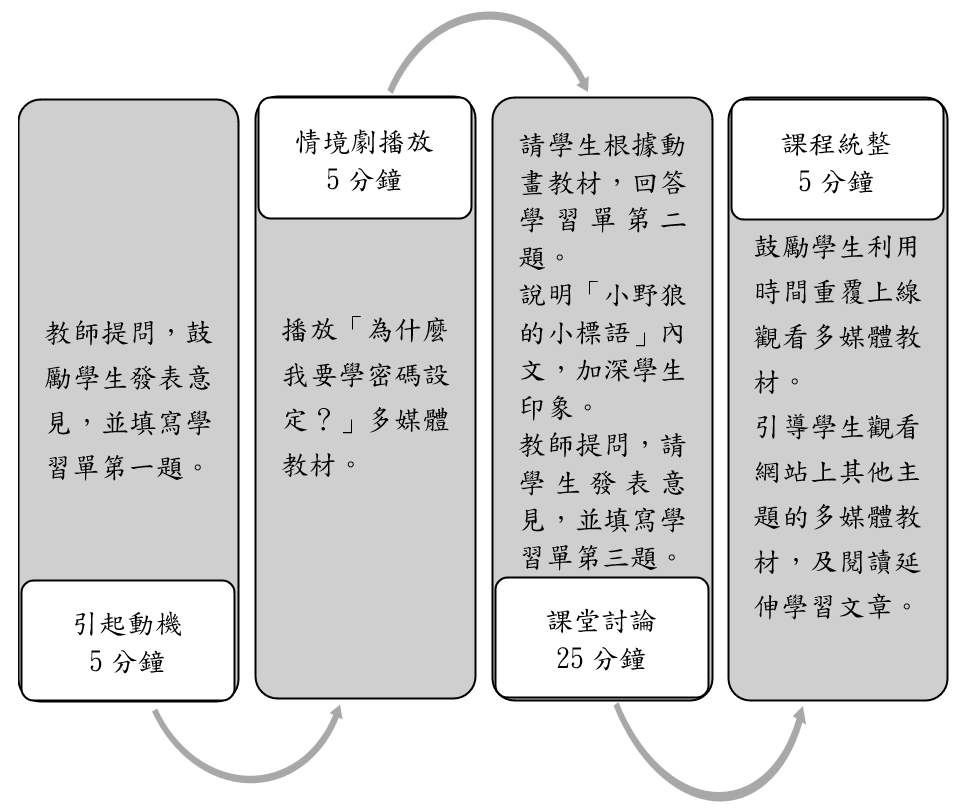 教師提問，鼓
勵學生發表意
見，並填寫學
習單第一題。
引起動機
5 分鐘
情境劇播放
5 分鐘
播放「為什麼
我要學密碼設
定？」多媒體
教材。
請學生根據動
畫教材，回答
學習單第二
題。
說明「小野狼
的小標語」內
文，加深學生
印象。
教師提問，請
學生發表意
見，並填寫學
習單第三題。
課堂討論
25 分鐘
課程統整
5 分鐘
鼓勵學生利用
時間重覆上線
觀看多媒體教
材。
引導學生觀看
網站上其他主
題的多媒體教
材，及閱讀延
伸學習文章。